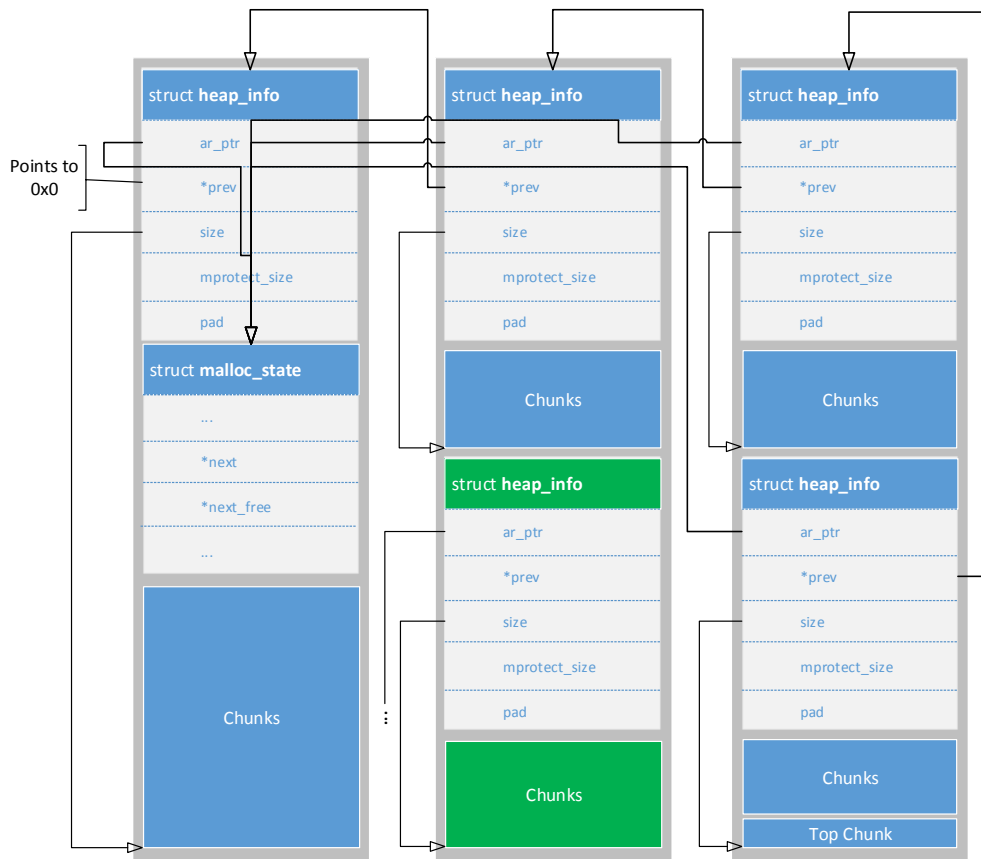 Points to
0x0
struct heap_info
ar_ptr
*prev
size
mprotect_size
pad
struct malloc_state
...
*next
*next_free
...
Chunks
struct heap_info
ar_ptr
*prev
size
mprotect_size
pad
Chunks
struct heap_info
ar_ptr
*prev
size
mprotect_size
pad
Chunks
...
struct heap_info
ar_ptr
*prev
size
mprotect_size
pad
Chunks
struct heap_info
ar_ptr
*prev
size
mprotect_size
pad
Chunks
Top Chunk